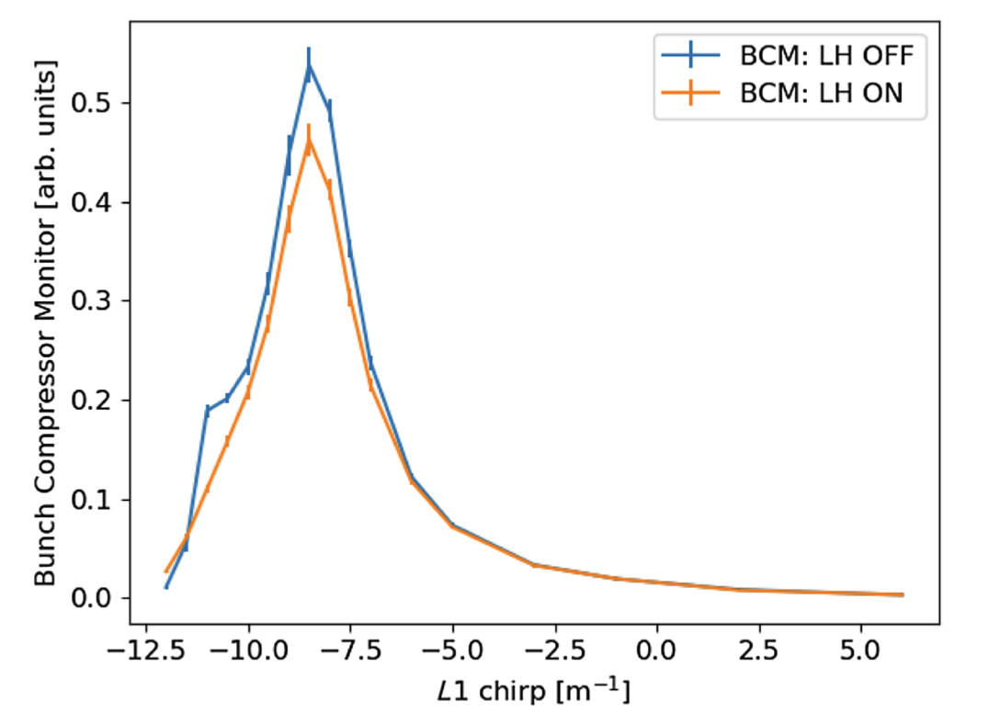 BCM: LH OFF
BCM: LH ON
Bunch Compressor Monitor [arb. units]
0.5
0.4
0.3
0.2
0.1
0.0
−12.5 −10.0 −7.5 −5.0 −2.5 0.0 2.5 5.0
L1 chirp [m⁻¹]